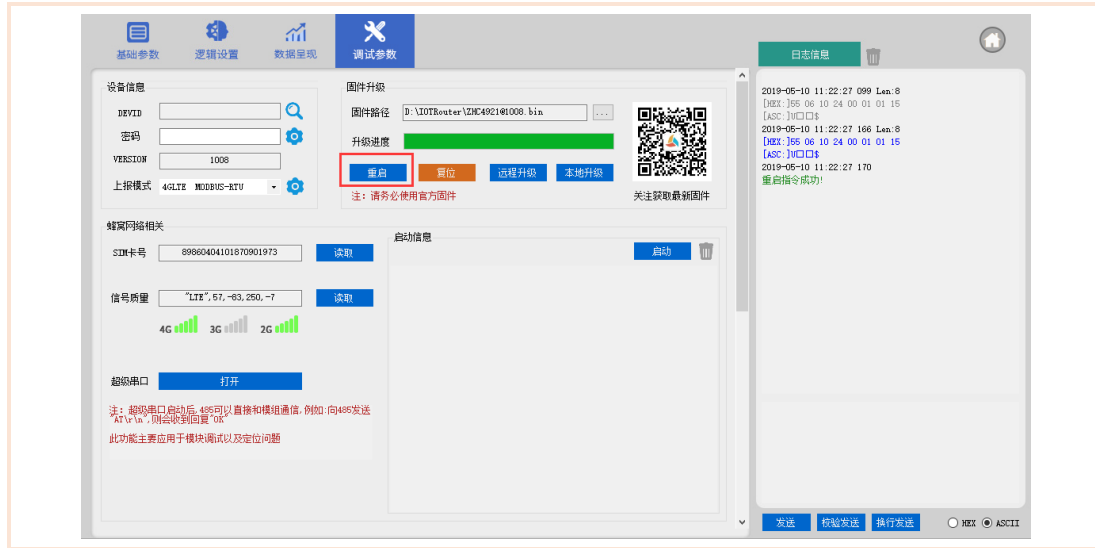 基础参数
逻辑设置
数据呈现
调试参数
日志信息
设备信息
DEVID
密码
VERSION
1008
上报模式
4GLTE MODBUS-RTU
固件升级
固件路径
D:\IOTRouter\ZHC4921@1008.bin
...
升级进度
重启
复位
远程升级
本地升级
注：请务必使用官方固件
关注获取最新固件
蜂窝网络相关
SIM卡号
89860404101870901973
读取
信号质量
"LTE",57,-63,250,-7
读取
4G
3G
2G
超级串口
打开
注：超级串口启动后,485可以直接和模组通信,例如:向485发送
"AT\r\n",则会收到回复"OK"
此功能主要应用于模块调试以及定位问题
启动信息
启动
2019-05-10 11:22:27 099 Len:8
[HEX:]55 06 10 24 00 01 01 15
[ASC:]U□□$
2019-05-10 11:22:27 166 Len:8
[HEX:]55 06 10 24 00 01 01 15
[ASC:]U□□$
2019-05-10 11:22:27 170
重启指令成功!
发送
校验发送
换行发送
HEX
ASCII